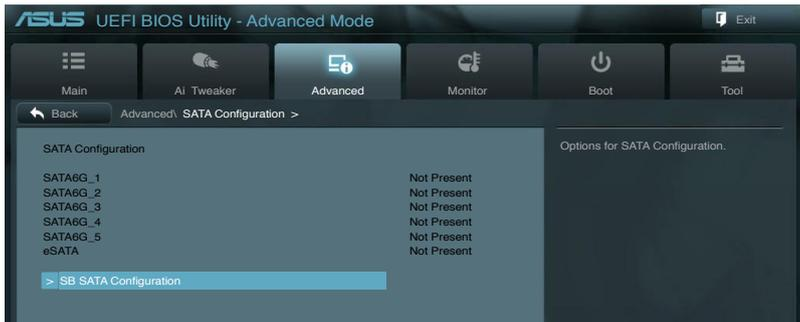 ASUS UEFI BIOS Utility - Advanced Mode
Exit
Main
Ai Tweaker
Advanced
Monitor
Boot
Tool
Back
Advanced\ SATA Configuration >
SATA Configuration
Options for SATA Configuration.
SATA6G_1 Not Present
SATA6G_2 Not Present
SATA6G_3 Not Present
SATA6G_4 Not Present
SATA6G_5 Not Present
eSATA Not Present
> SB SATA Configuration